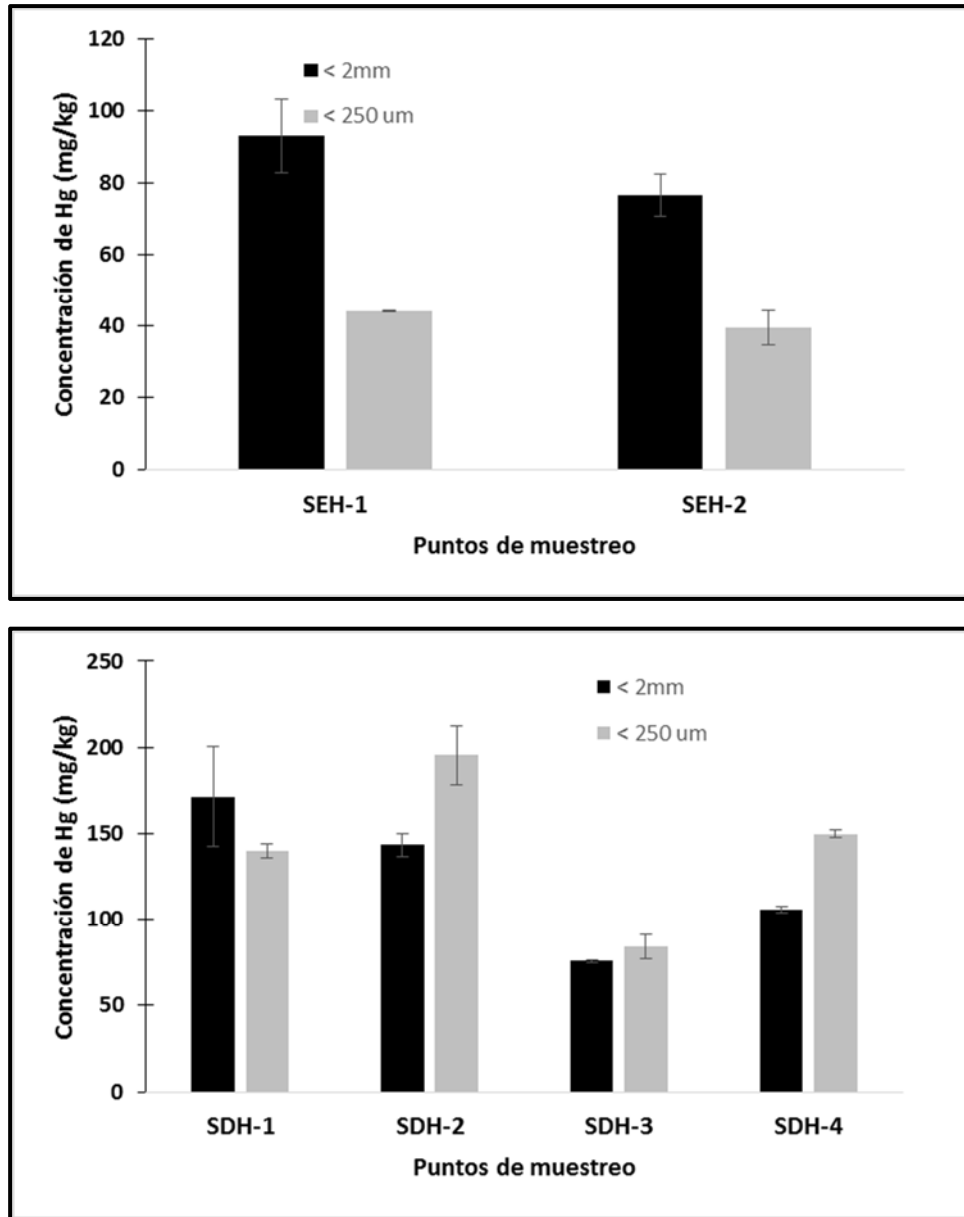 120
100
80
60
40
20
0
Concentración de Hg (mg/kg)
< 2mm
< 250 um
SEH-1 SEH-2
Puntos de muestreo
250
200
150
100
50
0
Concentración de Hg (mg/kg)
< 2mm
< 250 um
SDH-1 SDH-2 SDH-3 SDH-4
Puntos de muestreo